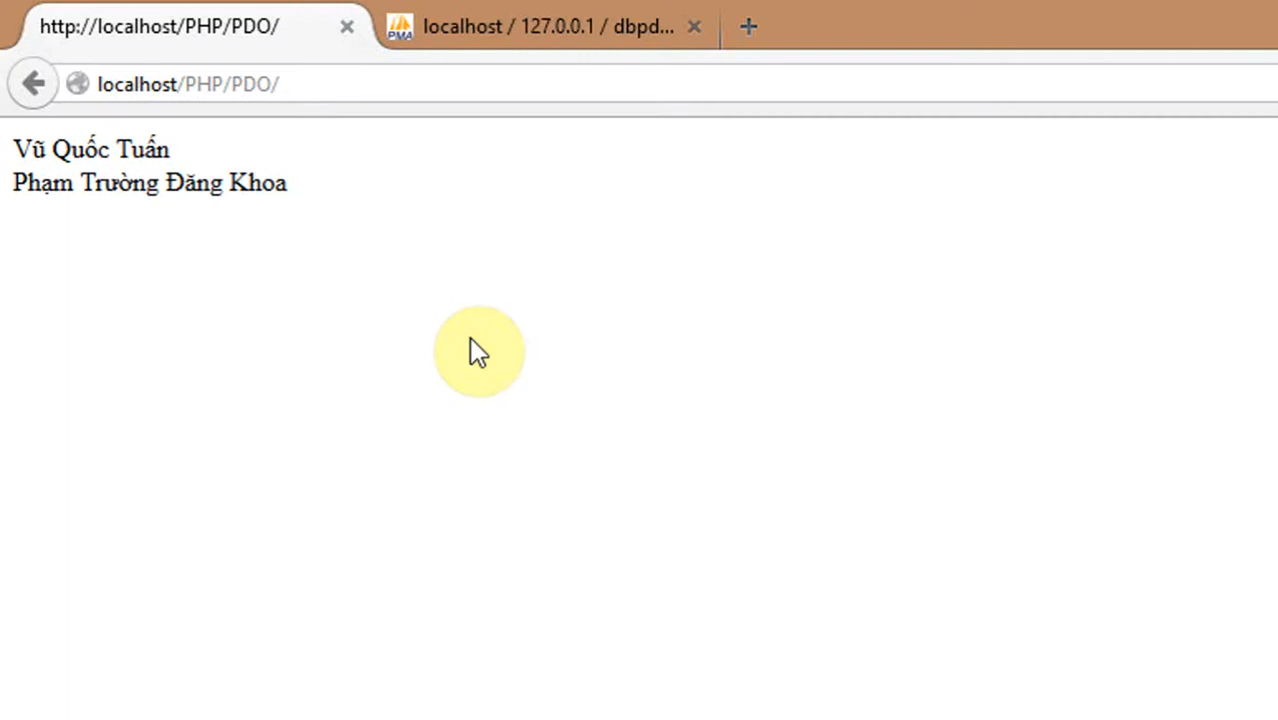 http://localhost/PHP/PDO/
localhost / 127.0.0.1 / dbpd...
localhost/PHP/PDO/
Vũ Quốc Tuấn
Phạm Trường Đăng Khoa
PMA